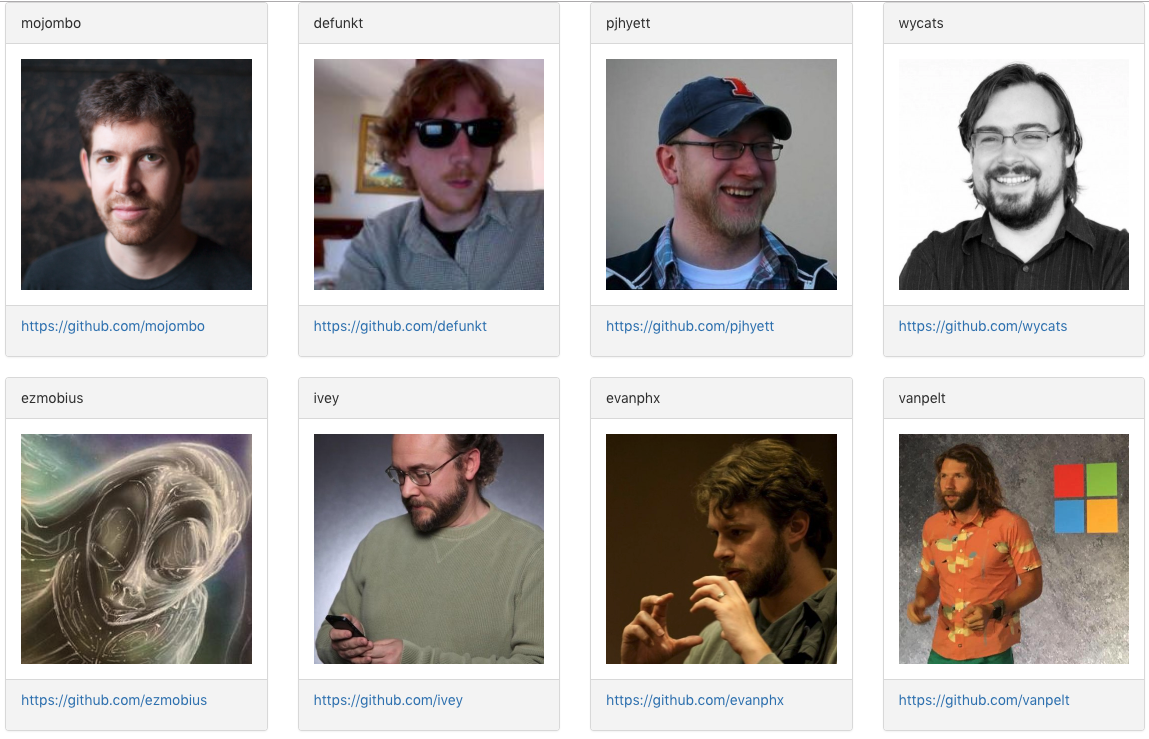 mojombo
defunkt
pjhyett
wycats
https://github.com/mojombo
https://github.com/defunkt
https://github.com/pjhyett
https://github.com/wycats
ezmobius
ivey
evanphx
vanpelt
https://github.com/ezmobius
https://github.com/ivey
https://github.com/evanphx
https://github.com/vanpelt